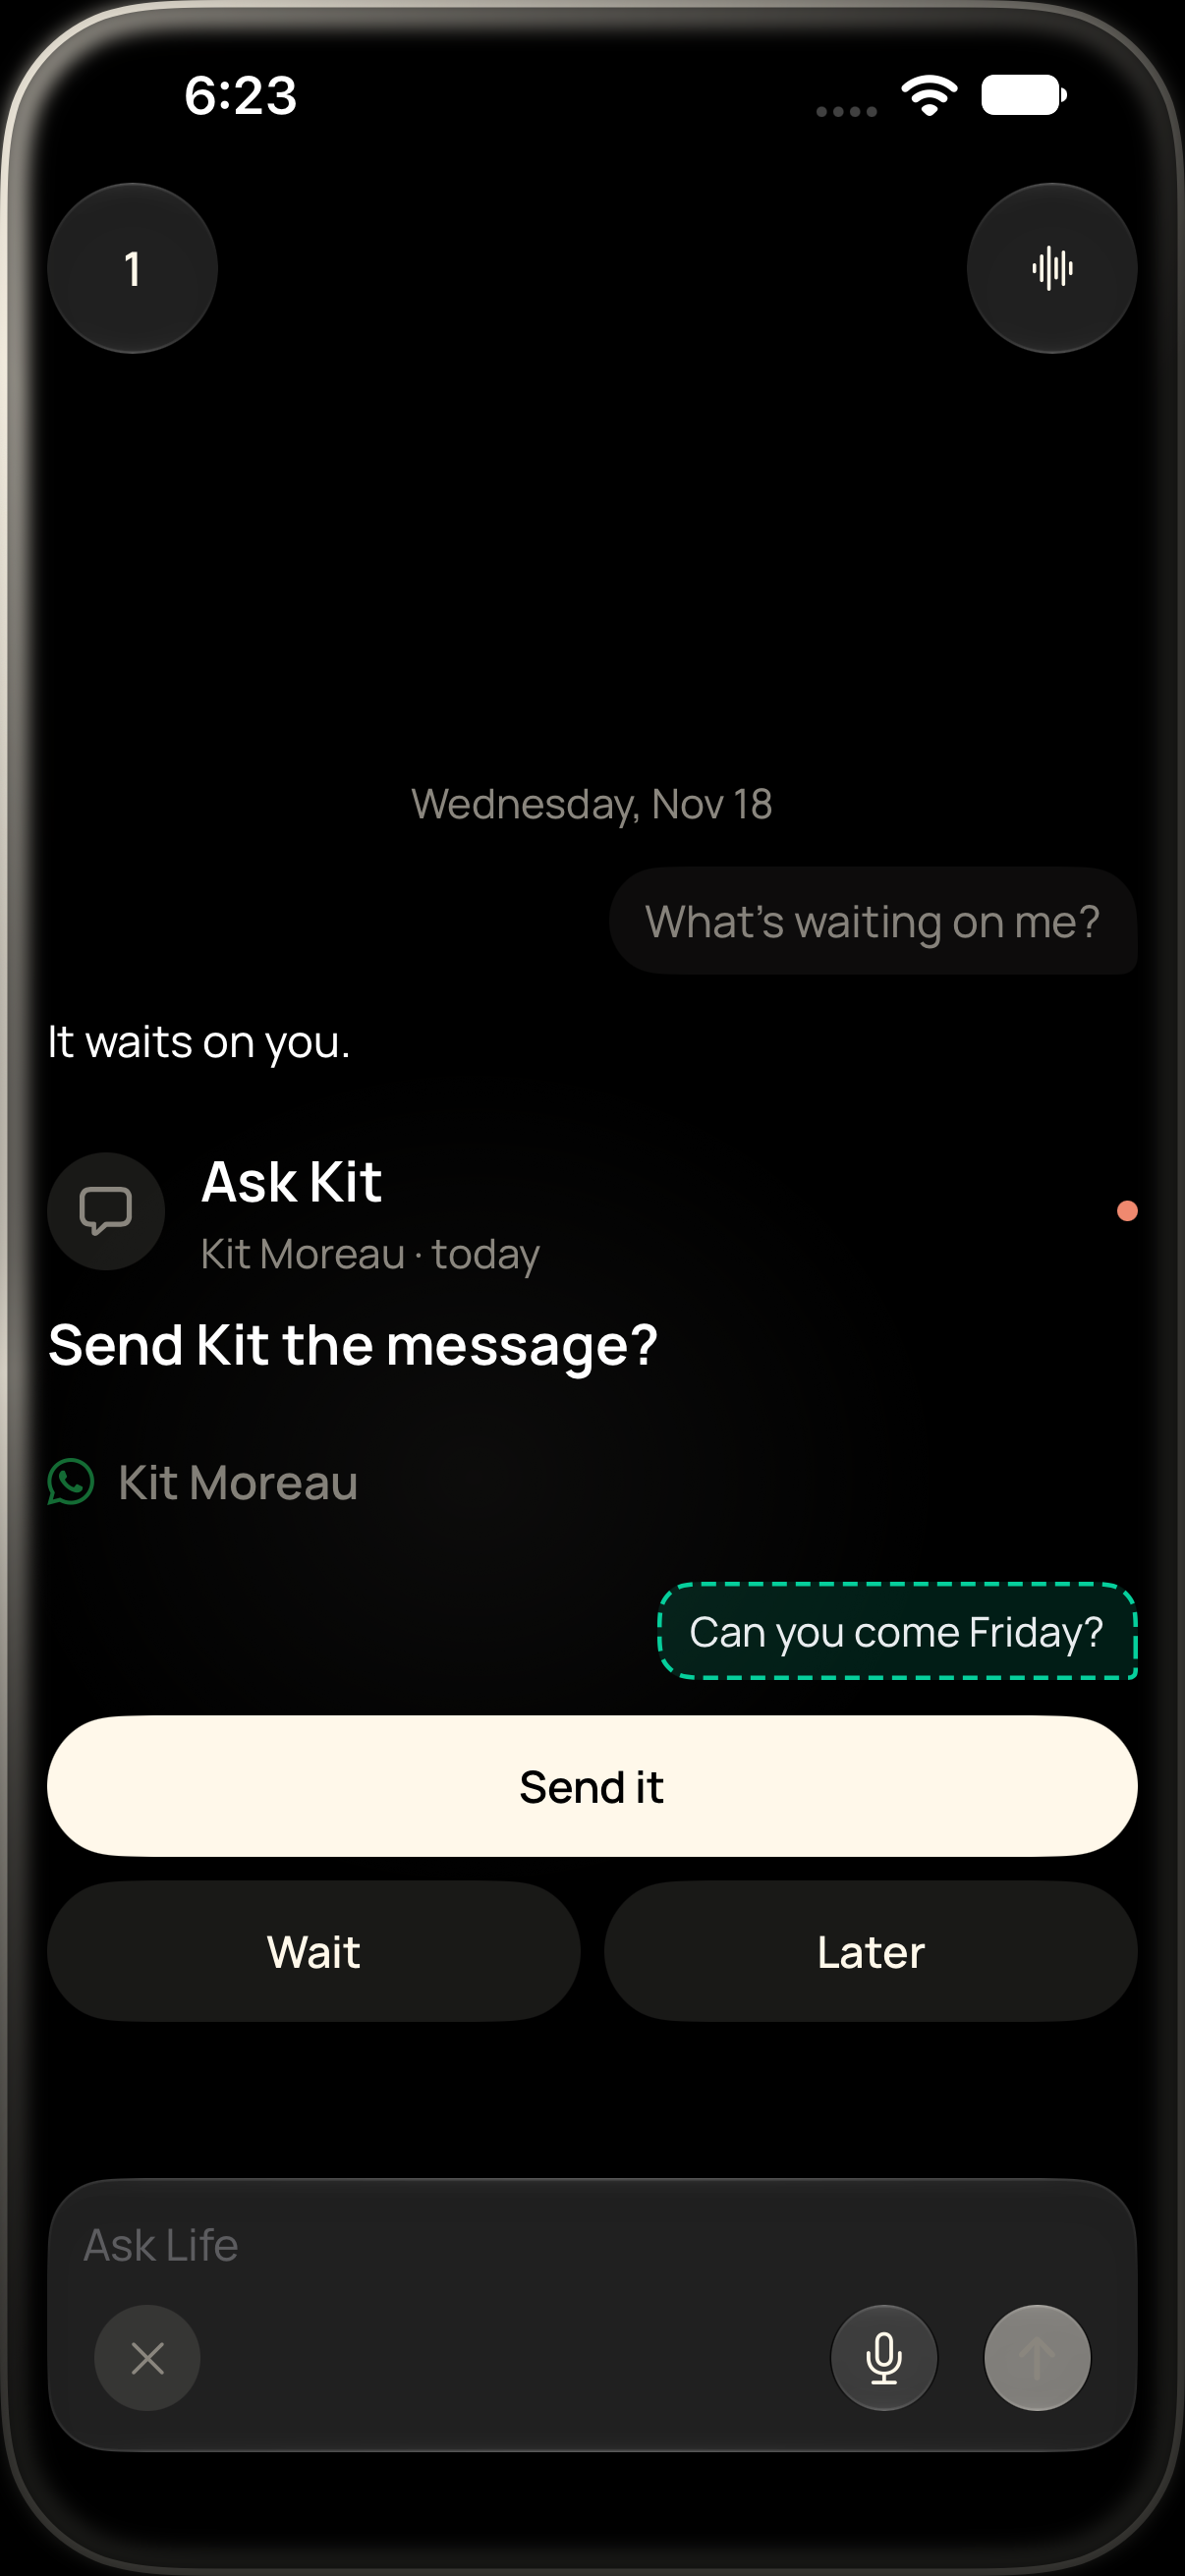 6:23
1
Wednesday, Nov 18
What’s waiting on me?
It waits on you.
Ask Kit
Kit Moreau · today
Send Kit the message?
Kit Moreau
Can you come Friday?
Send it
Wait
Later
Ask Life